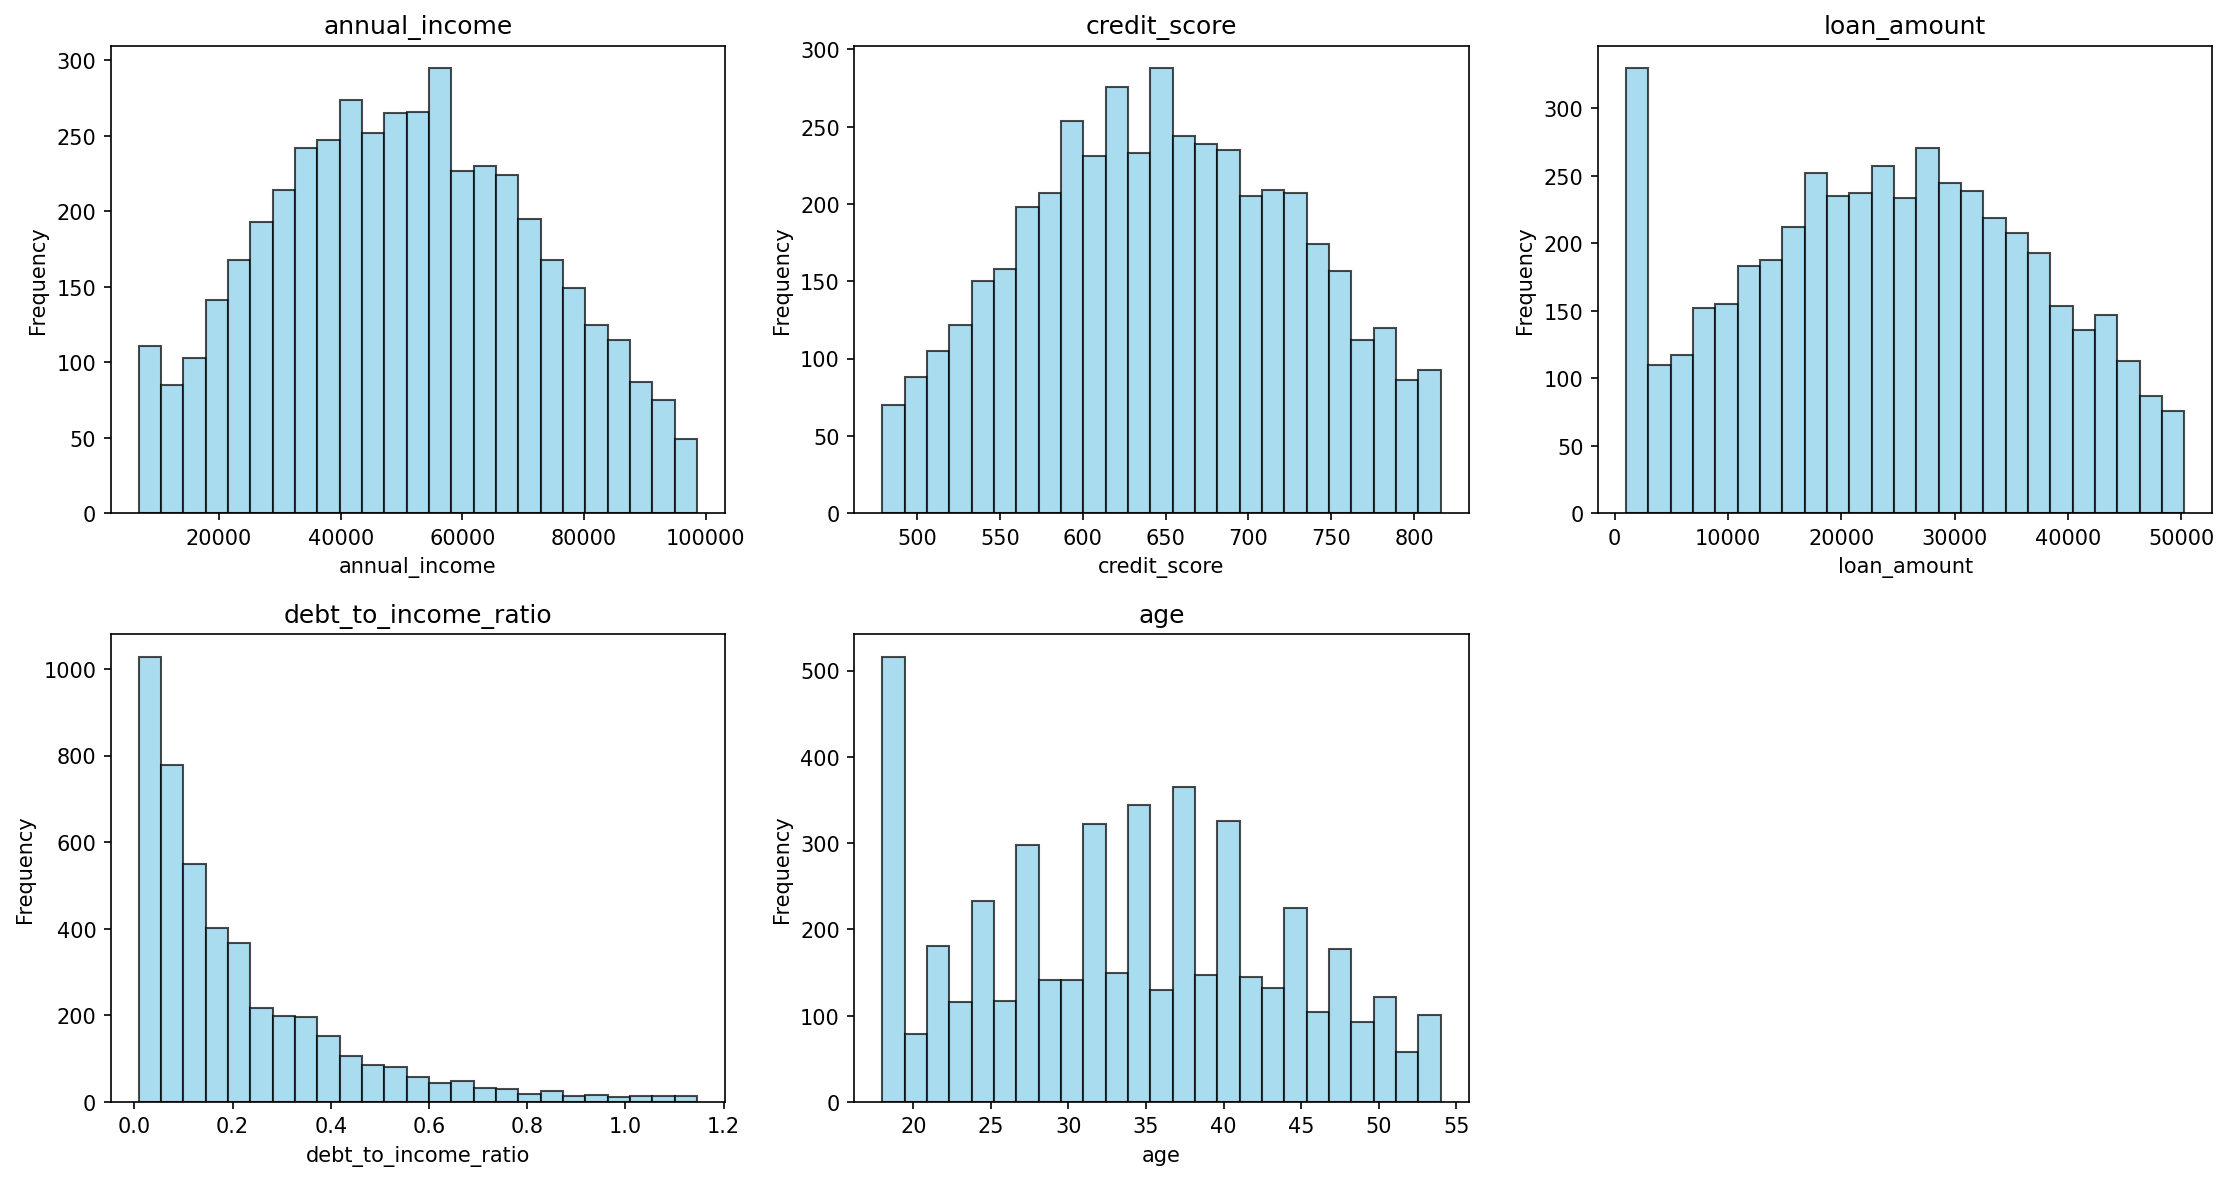 annual_income
300
250
200
150
100
50
0
Frequency
20000 40000 60000 80000 100000
annual_income
credit_score
300
250
200
150
100
50
0
Frequency
500 550 600 650 700 750 800
credit_score
loan_amount
300
250
200
150
100
50
0
Frequency
0 10000 20000 30000 40000 50000
loan_amount
debt_to_income_ratio
1000
800
600
400
200
0
Frequency
0.0 0.2 0.4 0.6 0.8 1.0 1.2
debt_to_income_ratio
age
500
400
300
200
100
0
Frequency
20 25 30 35 40 45 50 55
age